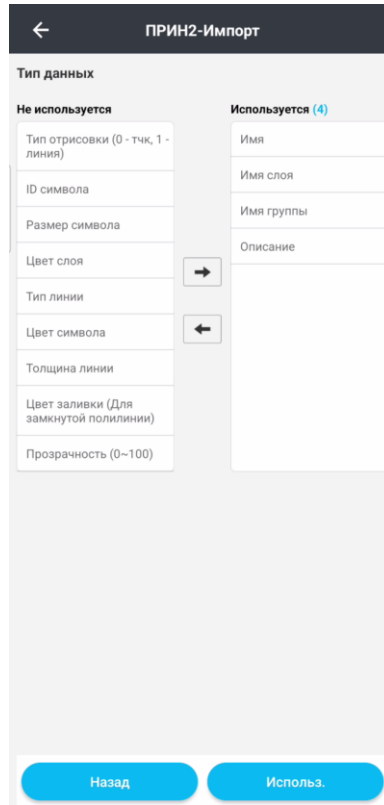 ПРИН2-Импорт
Тип данных
Не используется
Тип отрисовки (0 - тчк, 1 -
линия)
ID символа
Размер символа
Цвет слоя
Тип линии
Цвет символа
Толщина линии
Цвет заливки (Для
замкнутой полилинии)
Прозрачность (0~100)
Используется (4)
Имя
Имя слоя
Имя группы
Описание
Назад
Использ.